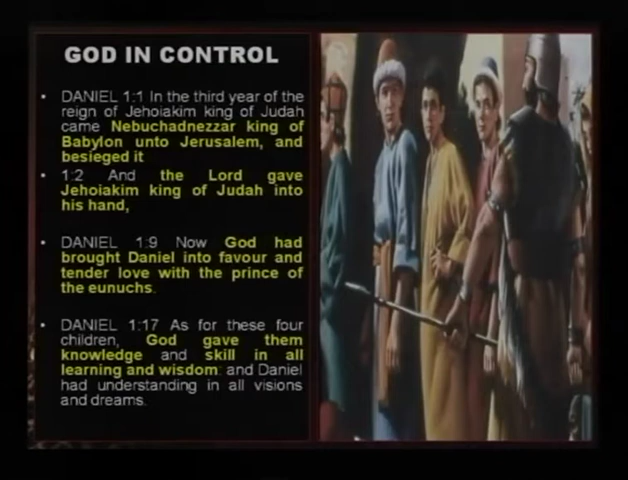 GOD IN CONTROL
• DANIEL 1:1 In the third year of the
reign of Jehoiakim king of Judah
came Nebuchadnezzar king of
Babylon unto Jerusalem, and
besieged it
• 1:2 And the Lord gave
Jehoiakim king of Judah into
his hand,
• DANIEL 1:9 Now God had
brought Daniel into favour and
tender love with the prince of
the eunuchs.
• DANIEL 1:17 As for these four
children, God gave them
knowledge and skill in all
learning and wisdom: and Daniel
had understanding in all visions
and dreams.